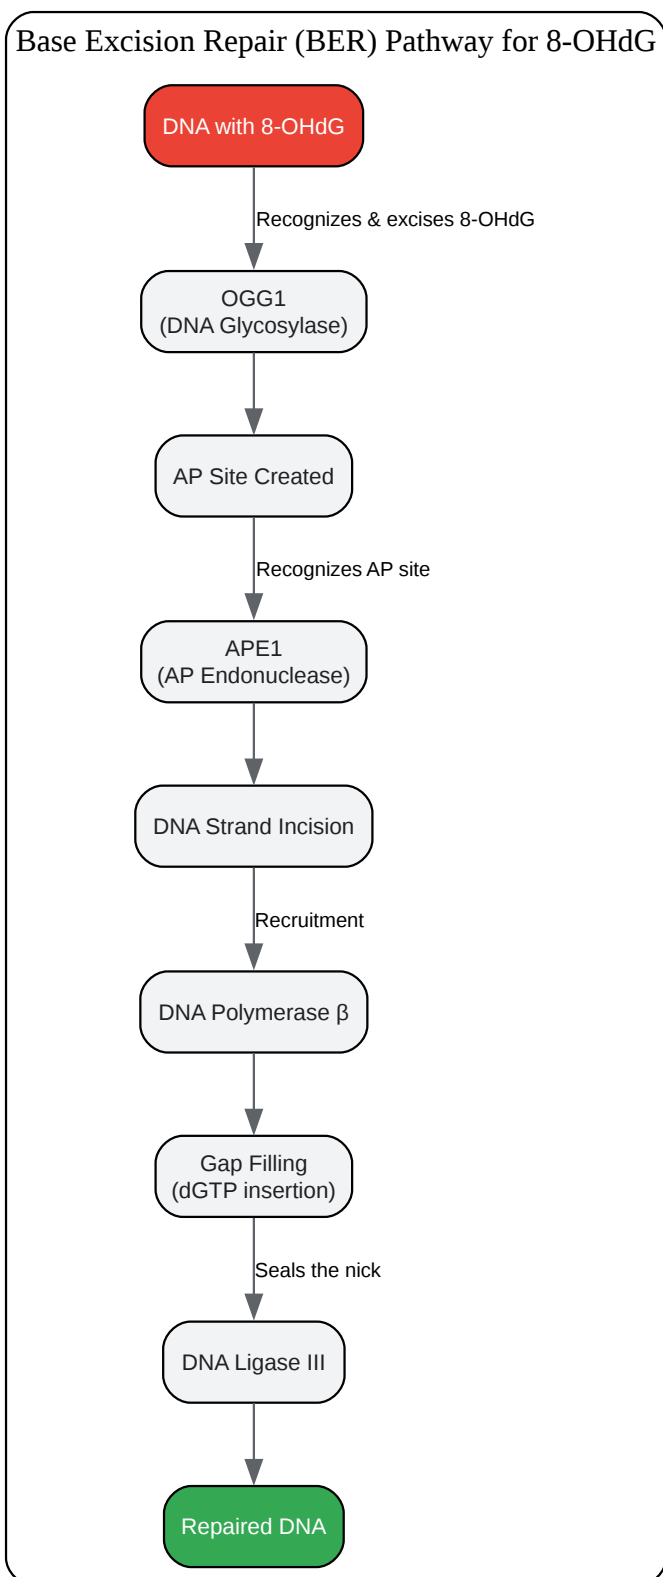 Base Excision Repair (BER) Pathway for 8-OHdG
DNA with 8-OHdG
Recognizes & excises 8-OHdG
OGG1
(DNA Glycosylase)
AP Site Created
Recognizes AP site
APE1
(AP Endonuclease)
DNA Strand Incision
Recruitment
DNA Polymerase β
Gap Filling
(dGTP insertion)
Seals the nick
DNA Ligase III
Repaired DNA